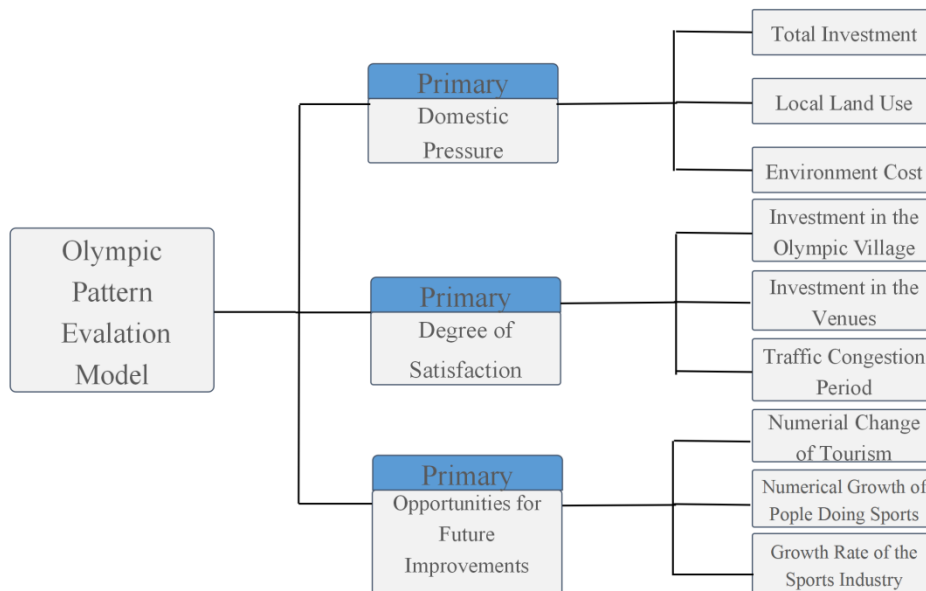 Olympic
Pattern
Evalation
Model
Primary
Domestic
Pressure
Total Investment
Local Land Use
Environment Cost
Primary
Degree of
Satisfaction
Investment in the
Olympic Village
Investment in the
Venues
Traffic Congestion
Period
Primary
Opportunities for
Future
Improvements
Numerial Change
of Tourism
Numerical Growth of
Pople Doing Sports
Growth Rate of the
Sports Industry